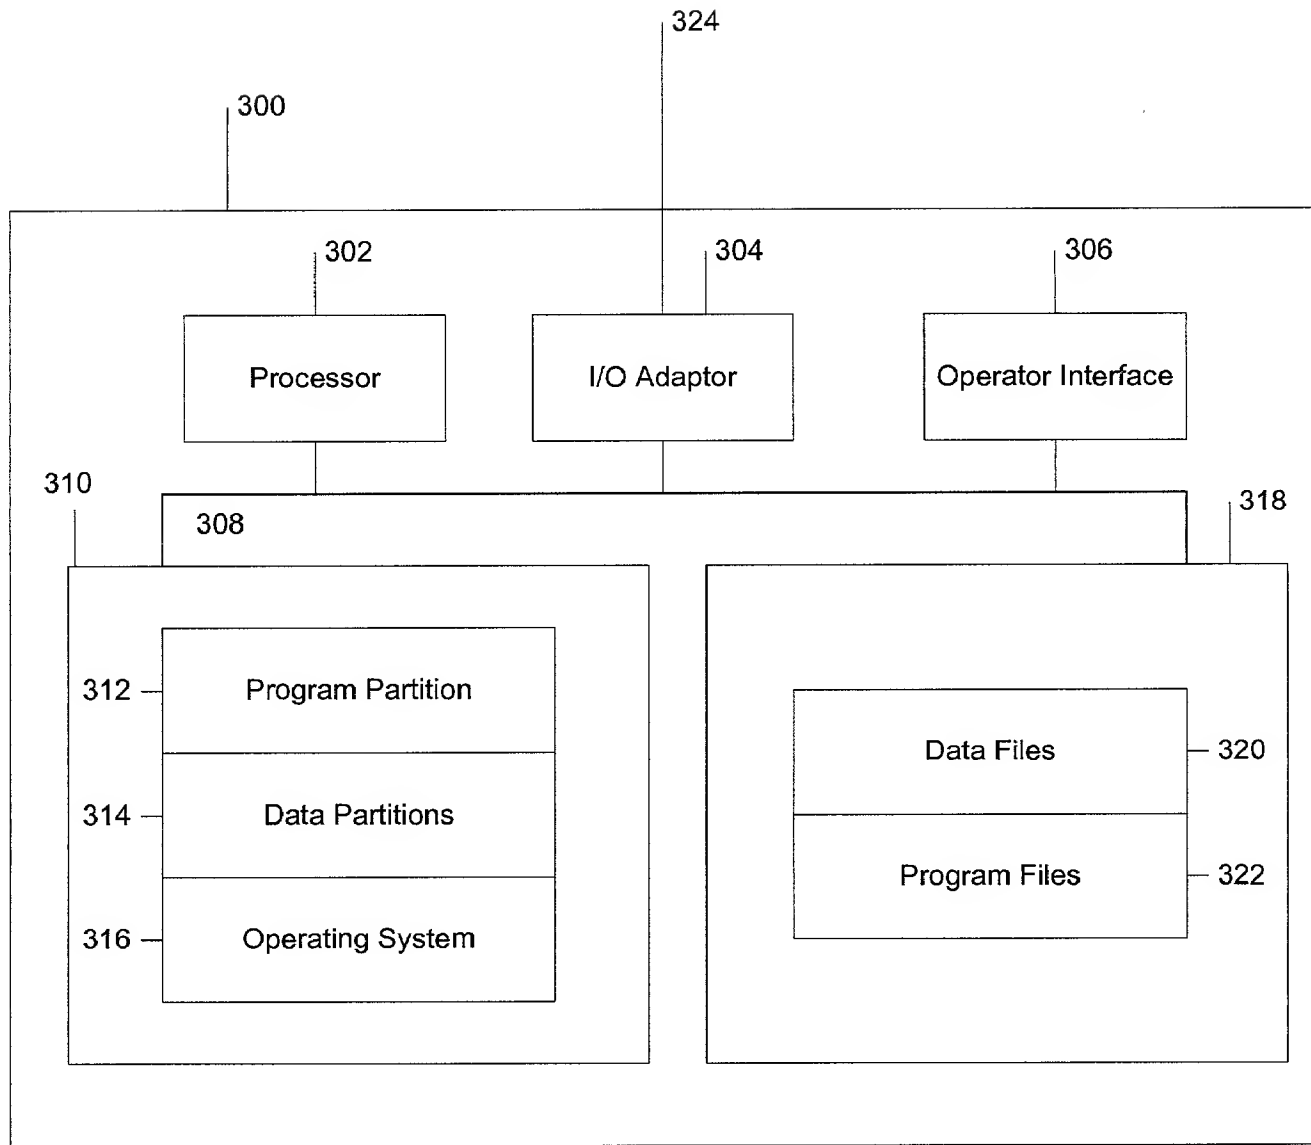 324
300
302
304
306
Processor
I/O Adaptor
Operator Interface
310
308
318
312
Program Partition
314
Data Partitions
316
Operating System
Data Files
320
Program Files
322